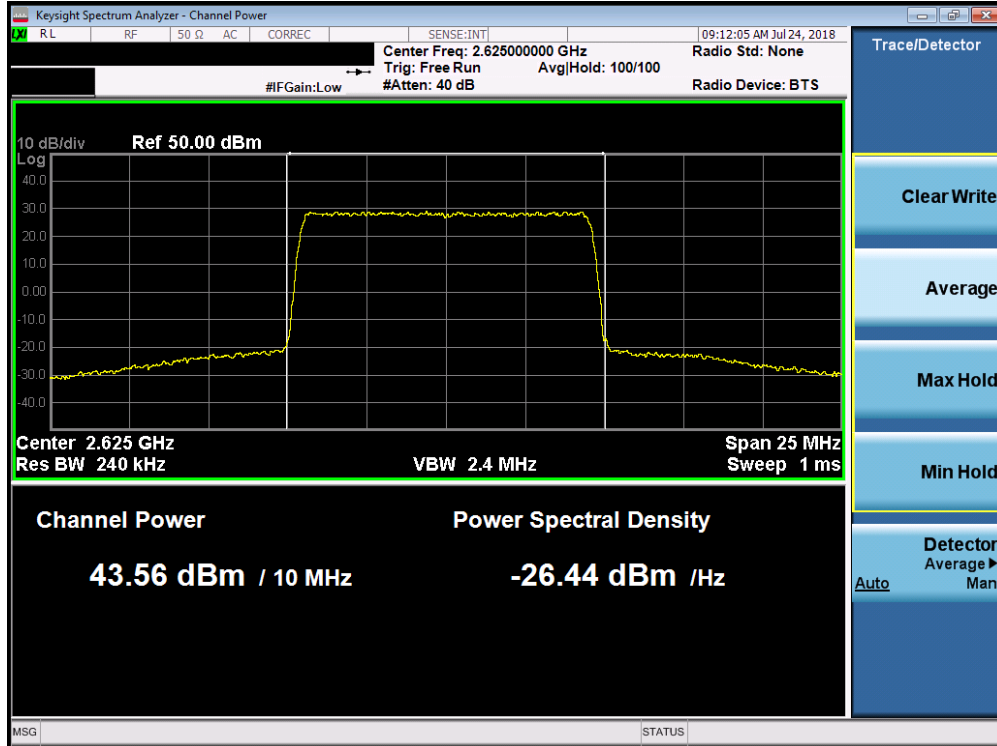 Keysight Spectrum Analyzer - Channel Power
LXI RL RF 50 Ω AC CORREC SENSE:INT 09:12:05 AM Jul 24, 2018
Center Freq: 2.625000000 GHz Radio Std: None
Trig: Free Run Avg|Hold: 100/100
#IFGain:Low #Atten: 40 dB Radio Device: BTS
Trace/Detector
10 dB/div Ref 50.00 dBm
Log
40.0
30.0
20.0
10.0
0.00
-10.0
-20.0
-30.0
-40.0
Center 2.625 GHz Span 25 MHz
Res BW 240 kHz VBW 2.4 MHz Sweep 1 ms
Channel Power Power Spectral Density
43.56 dBm / 10 MHz -26.44 dBm /Hz
Clear Write
Average
Max Hold
Min Hold
Detector
Average
Auto Man
MSG STATUS